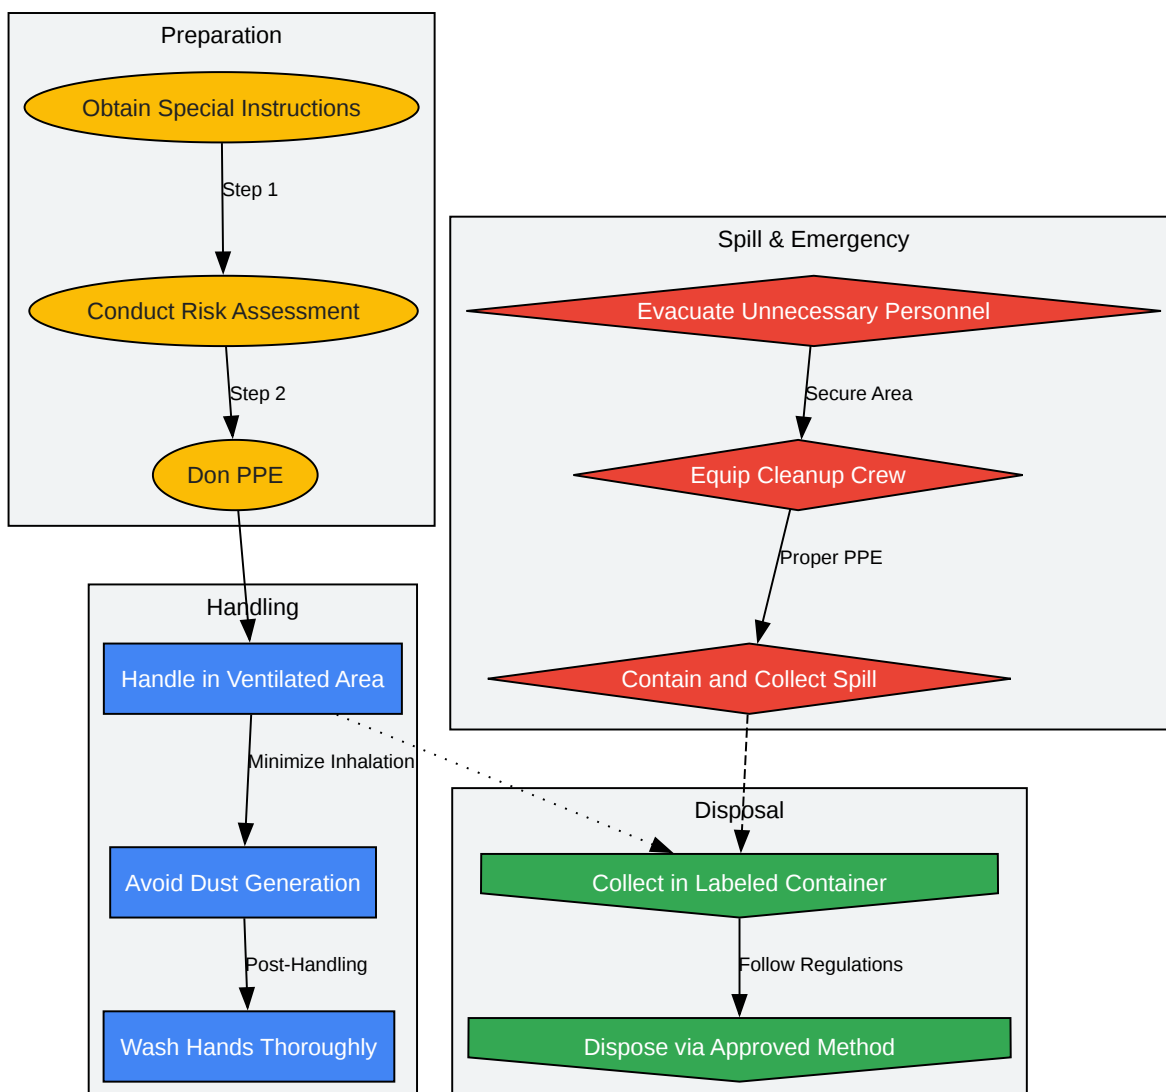 Preparation
Obtain Special Instructions
Step 1
Conduct Risk Assessment
Step 2
Don PPE
Handling
Handle in Ventilated Area
Minimize Inhalation
Avoid Dust Generation
Post-Handling
Wash Hands Thoroughly
Spill & Emergency
Evacuate Unnecessary Personnel
Secure Area
Equip Cleanup Crew
Proper PPE
Contain and Collect Spill
Disposal
Collect in Labeled Container
Follow Regulations
Dispose via Approved Method